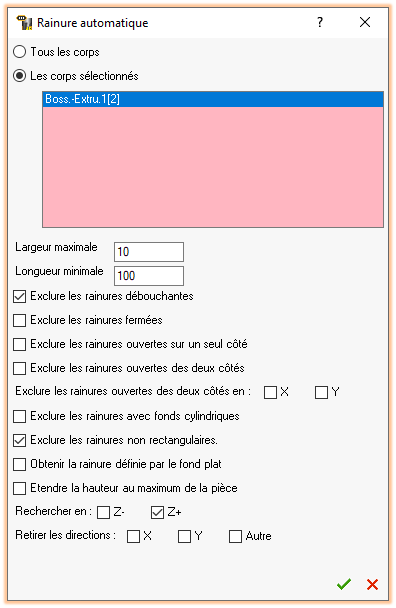 Rainure automatique ?
Tous les corps
Les corps sélectionnés
Boss.-Extru.1[2]
Largeur maximale 10
Longueur minimale 100
Exclure les rainures débouchantes
Exclure les rainures fermées
Exclure les rainures ouvertes sur un seul côté
Exclure les rainures ouvertes des deux côtés
Exclure les rainures ouvertes des deux côtés en : X Y
Exclure les rainures avec fonds cylindriques
Exclure les rainures non rectangulaires.
Obtenir la rainure définie par le fond plat
Etendre la hauteur au maximum de la pièce
Rechercher en : Z- Z+
Retirer les directions : X Y Autre